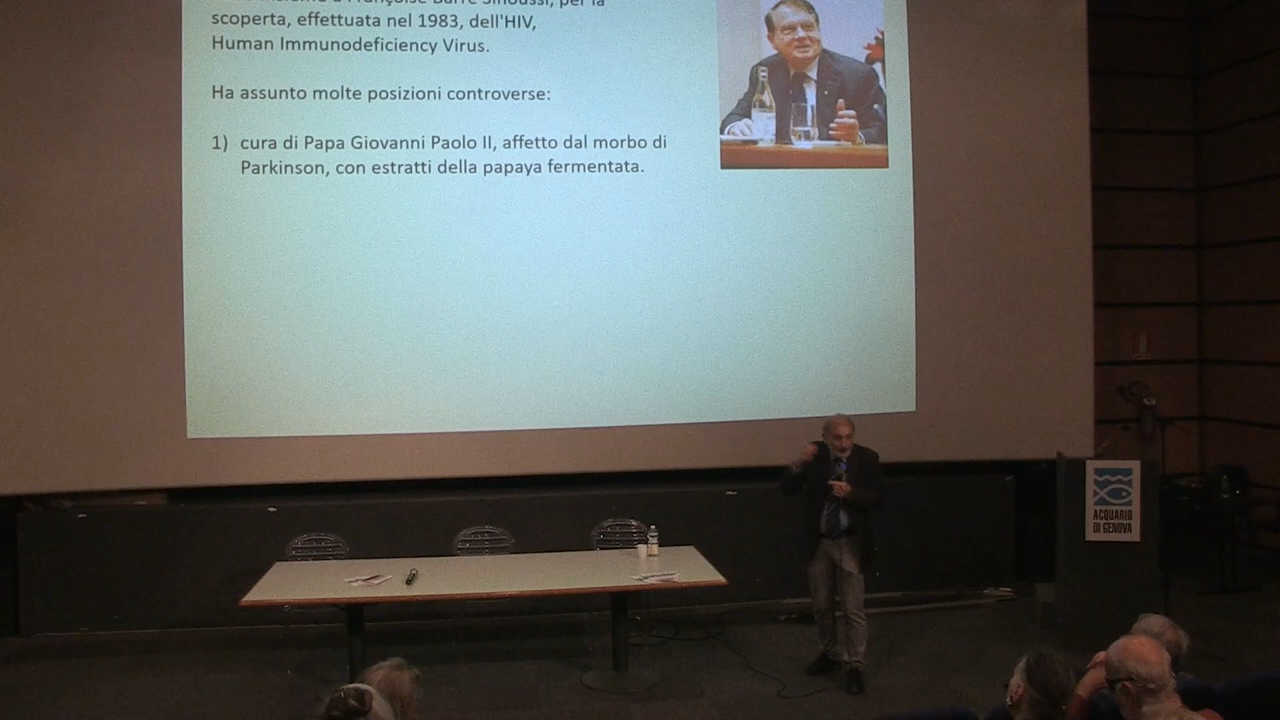 scoperta, effettuata nel 1983, dell'HIV,
Human Immunodeficiency Virus.
Ha assunto molte posizioni controverse:
1) cura di Papa Giovanni Paolo II, affetto dal morbo di
Parkinson, con estratti della papaya fermentata.
ACQUARIO
DI GENOVA